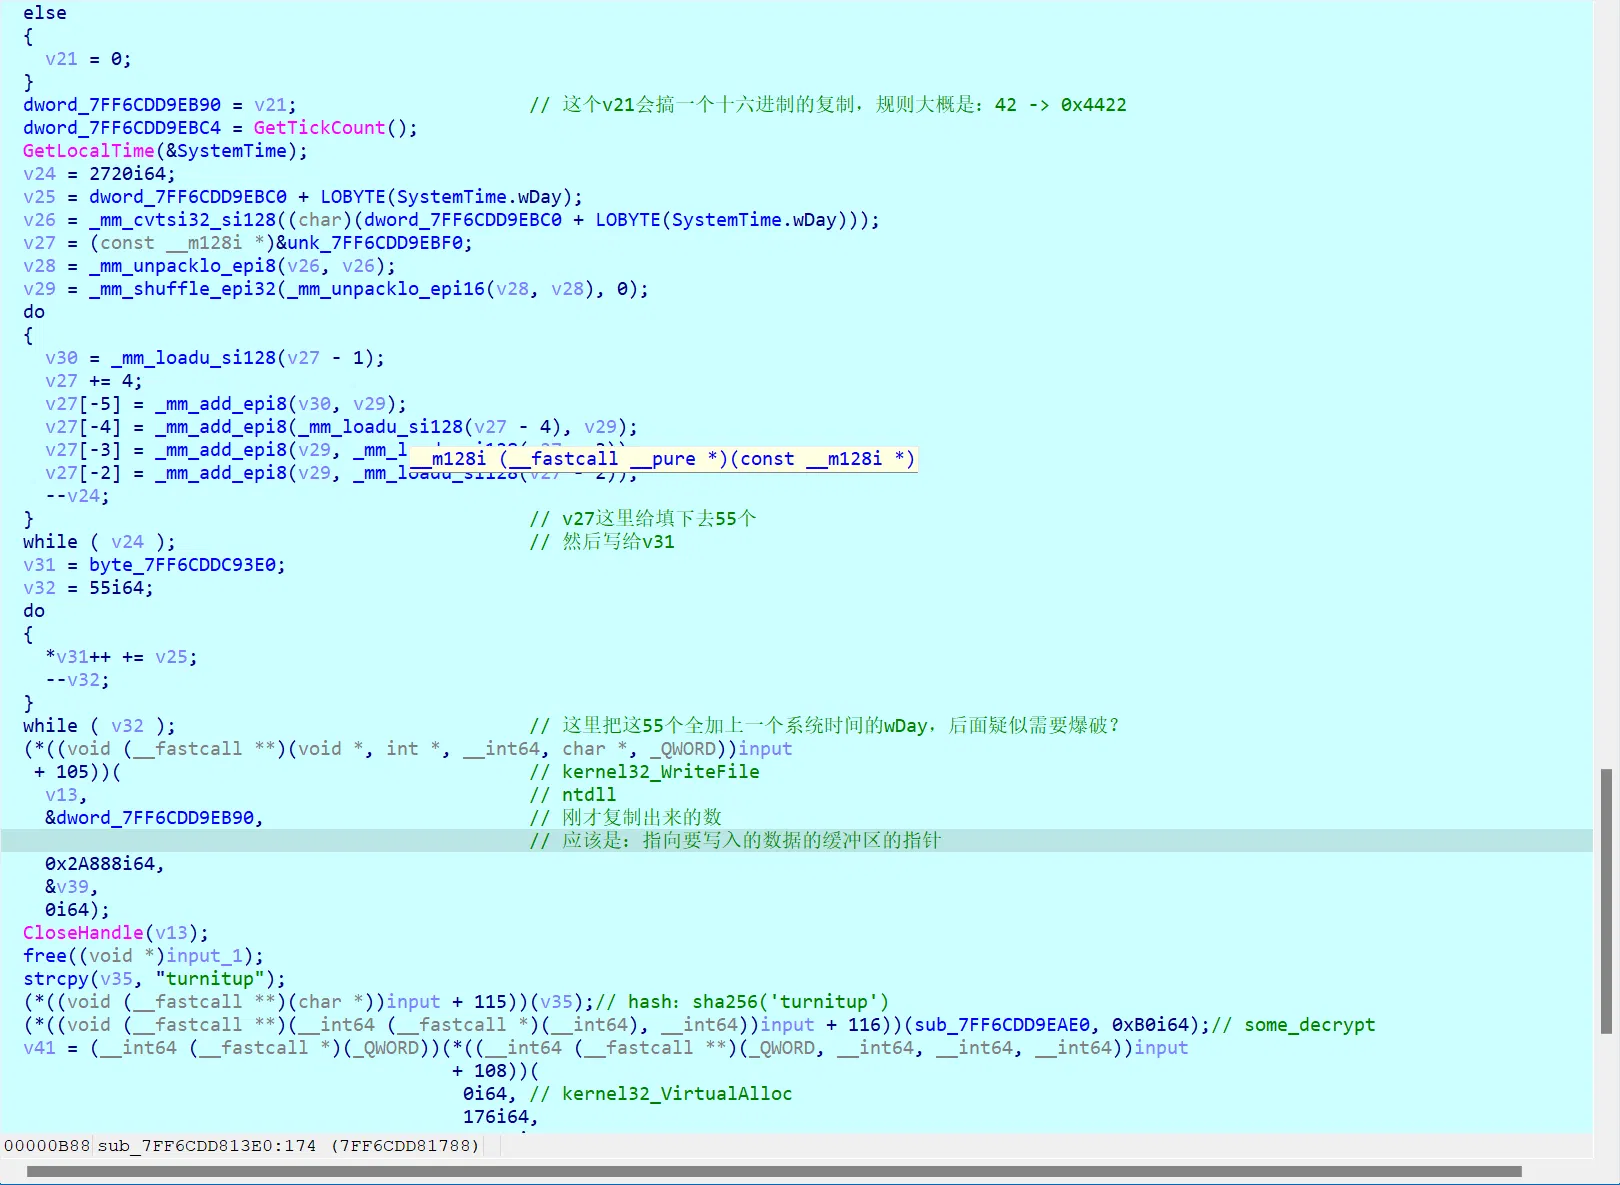 else
{
v21 = 0;
}
dword_7FF6CDD9EB90 = v21; // 这个v21会搞一个十六进制的复制，规则大概是：42 -> 0x4422
dword_7FF6CDD9EBC4 = GetTickCount();
GetLocalTime(&SystemTime);
v24 = 2720i64;
v25 = dword_7FF6CDD9EBC0 + LOBYTE(SystemTime.wDay);
v26 = _mm_cvtsi32_si128((char)(dword_7FF6CDD9EBC0 + LOBYTE(SystemTime.wDay)));
v27 = (const __m128i *)&unk_7FF6CDD9EBF0;
v28 = _mm_unpacklo_epi8(v26, v26);
v29 = _mm_shuffle_epi32(_mm_unpacklo_epi16(v28, v28), 0);
do
{
v30 = _mm_loadu_si128(v27 - 1);
v27 += 4;
v27[-5] = _mm_add_epi8(v30, v29);
v27[-4] = _mm_add_epi8(_mm_loadu_si128(v27 - 4), v29);
v27[-3] = _mm_add_epi8(v29,
__m128i (__fastcall __pure *)(const __m128i *)
v27[-2] = _mm_add_epi8(v29, _mm_loadu_si128(v27 - 2));
--v24;
} // v27这里给填下去55个
while ( v24 ); // 然后写给v31
v31 = byte_7FF6CDDC93E0;
v32 = 55i64;
do
{
*v31++ += v25;
--v32;
}
while ( v32 ); // 这里把这55个全加上一个系统时间的wDay，后面疑似需要爆破？
(*((void (__fastcall **)(void *, int *, __int64, char *, _QWORD))input
+ 105))( // kernel32_WriteFile
v13, // ntdll
&dword_7FF6CDD9EB90, // 刚才复制出来的数
// 应该是：指向要写入的数据的缓冲区的指针
0x2A888i64,
&v39,
0i64);
CloseHandle(v13);
free((void *)input_1);
strcpy(v35, "turnitup");
(*((void (__fastcall **)(char *))input + 115))(v35);// hash：sha256('turnitup')
(*((void (__fastcall **)(__int64 (__fastcall *)(__int64), __int64))input + 116))(sub_7FF6CDD9EAE0, 0xB0i64);// some_decrypt
v41 = (__int64 (__fastcall *)(_QWORD))(*((__int64 (__fastcall **)(_QWORD, __int64, __int64, __int64))input
+ 108))(
0i64, // kernel32_VirtualAlloc
176i64,
00000B88 sub_7FF6CDD813E0:174 (7FF6CDD81788)